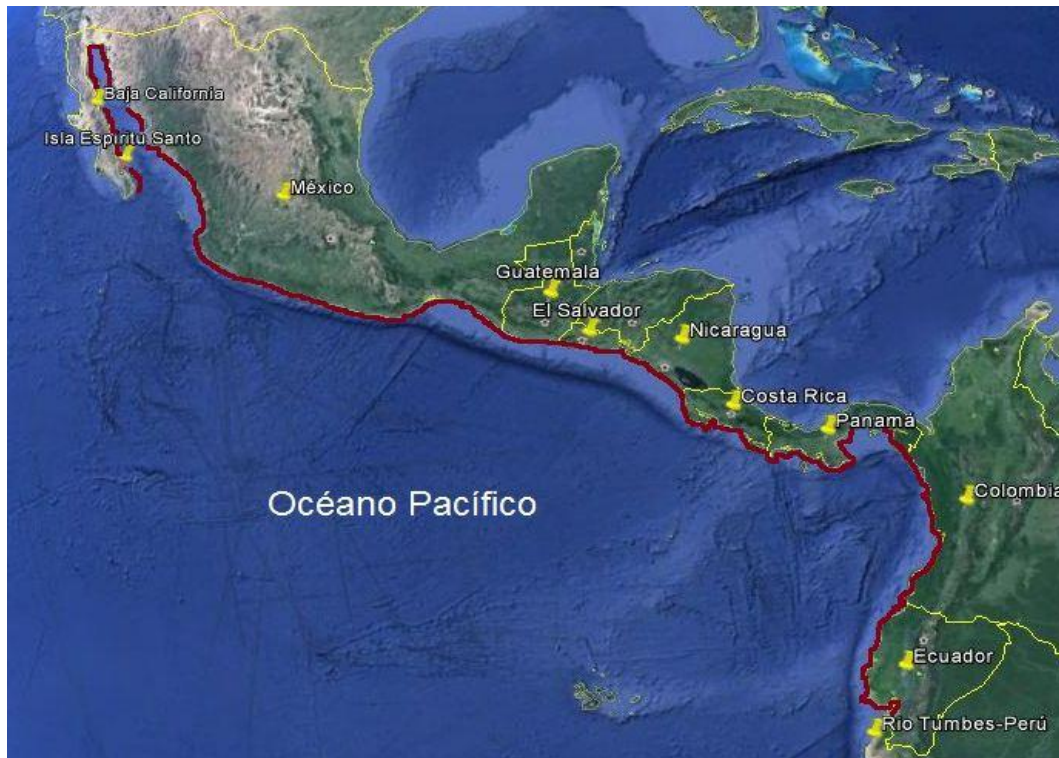 Baja California
Isla Espíritu Santo
México
Guatemala
El Salvador
Nicaragua
Costa Rica
Panamá
Colombia
Océano Pacífico
Ecuador
Rio Tumbes-Perú